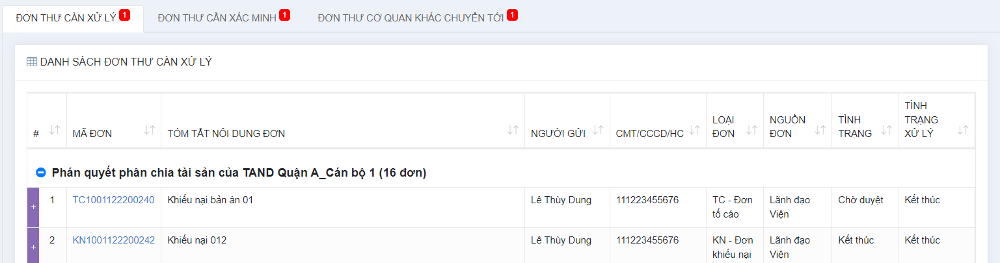 ĐƠN THƯ CÀN XỬ LÝ 1 ĐƠN THƯ CẦN XÁC MINH 1 ĐƠN THƯ CƠ QUAN KHÁC CHUYỂN TỚI 1
DANH SÁCH ĐƠN THƯ CÀN XỬ LÝ
# MÃ ĐƠN TÓM TẮT NỘI DUNG ĐƠN NGƯỜI GỬI CMT/CCCD/HC LOẠI ĐƠN NGUỒN ĐƠN TÌNH TRẠNG TÌNH TRẠNG XỬ LÝ
Phán quyết phân chia tài sản của TAND Quận A_Cán bộ 1 (16 đơn)
+ 1 TC1001122200240 Khiếu nại bản án 01 Lê Thùy Dung 111223455676 TC - Đơn tố cáo Lãnh đạo Viện Chờ duyệt Kết thúc
+ 2 KN1001122200242 Khiếu nại 012 Lê Thùy Dung 111223455676 KN - Đơn khiếu nại Lãnh đạo Viện Kết thúc Kết thúc